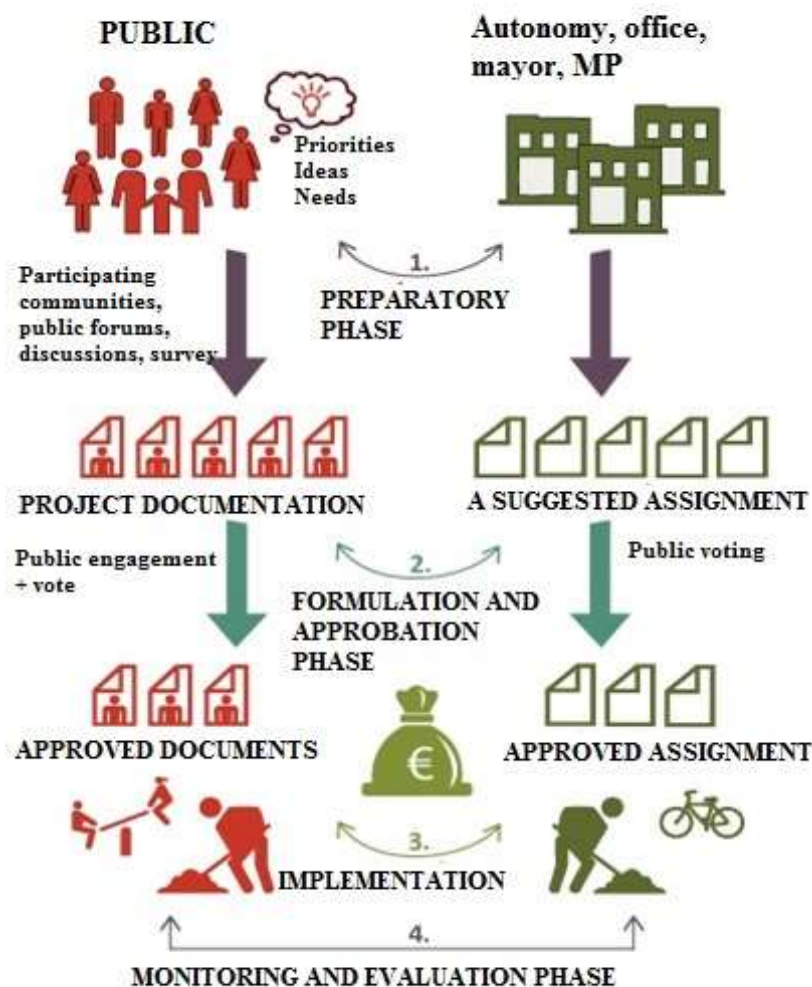 PUBLIC
Autonomy, office,
mayor, MP
Priorities
Ideas
Needs
1.
PREPARATORY
PHASE
Participating
communities,
public forums,
discussions, survey
PROJECT DOCUMENTATION
A SUGGESTED ASSIGNMENT
Public engagement
+ vote
2.
FORMULATION AND
APPROBATION
PHASE
Public voting
APPROVED DOCUMENTS
€
APPROVED ASSIGNMENT
3.
IMPLEMENTATION
4.
MONITORING AND EVALUATION PHASE